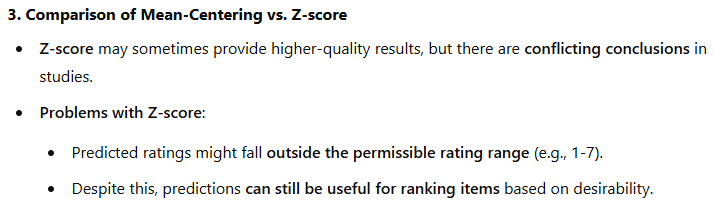 3. Comparison of Mean-Centering vs. Z-score
• Z-score may sometimes provide higher-quality results, but there are conflicting conclusions in
studies.
• Problems with Z-score:
• Predicted ratings might fall outside the permissible rating range (e.g., 1-7).
• Despite this, predictions can still be useful for ranking items based on desirability.